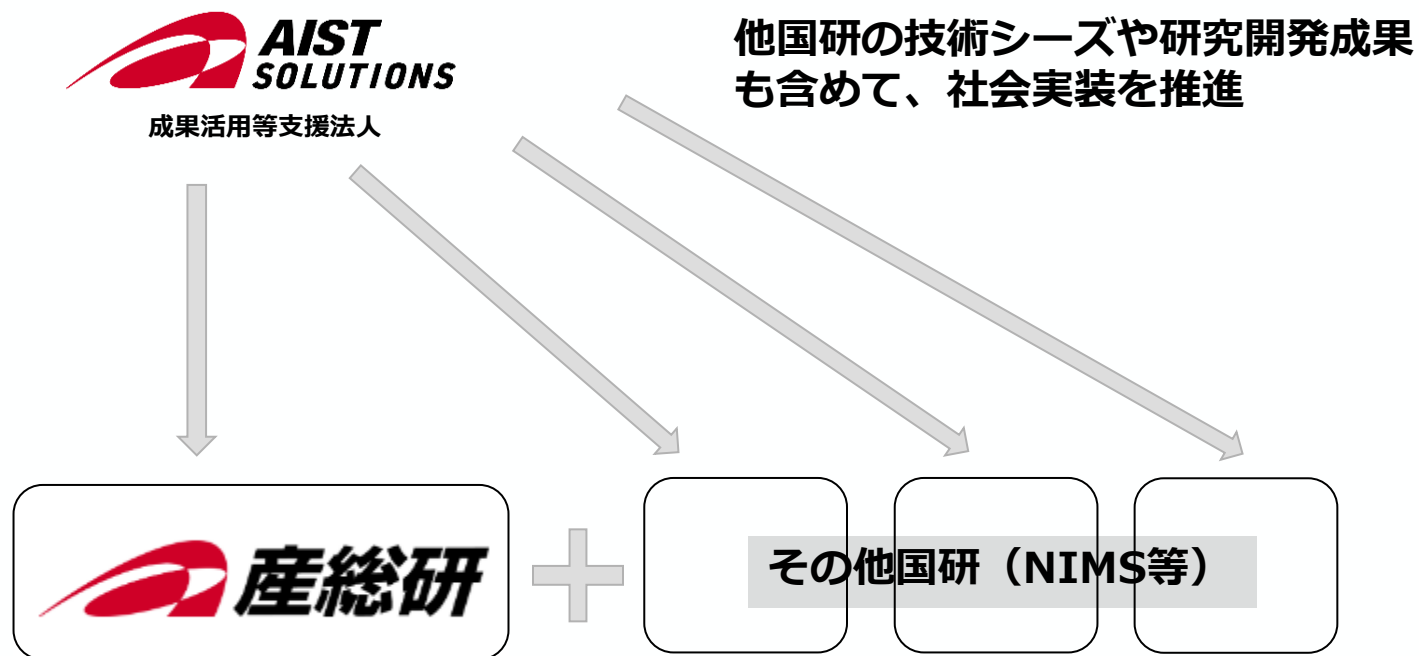 AIST
SOLUTIONS
成果活用等支援法人
他国研の技術シーズや研究開発成果
も含めて、社会実装を推進
産総研
その他国研（NIMS等）